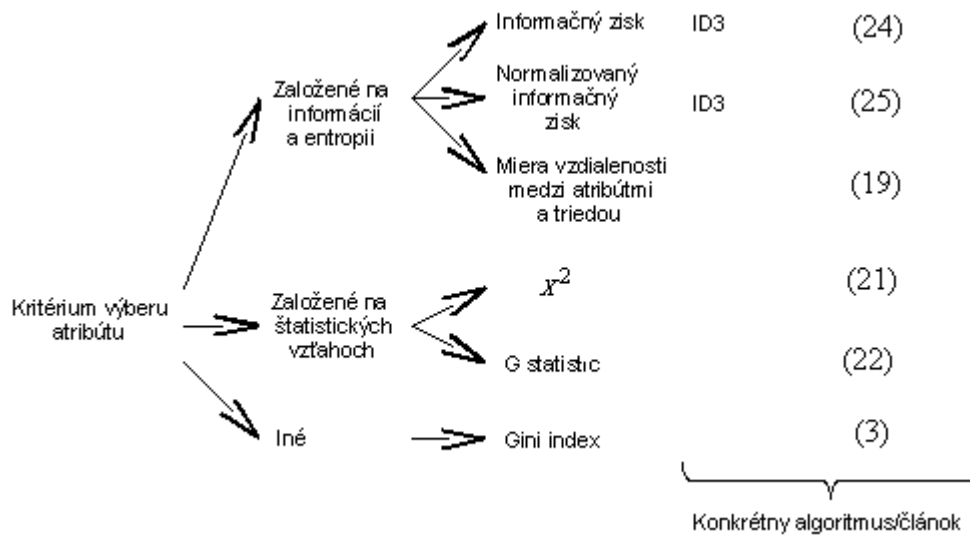 Informačný zisk ID3 (24)
Normalizovaný
informačný
zisk
ID3 (25)
Založené na
informácií
a entropii
Miera vzdialenosti
medzi atribútmi
a triedou
(19)
Kritérium výberu
atribútu
Založené na
štatistických
vzťahoch
x² (21)
G statistic (22)
Iné
Gini index (3)
Konkrétny algoritmus/článok